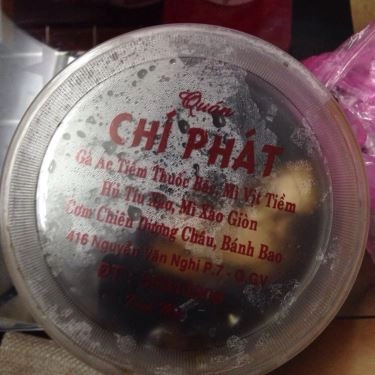 Quán
CHÍ PHÁT
Gà Ác Tiềm Thuốc Bắc, Mì Vịt Tiềm
Hủ Tíu Xào, Mì Xào Giòn
Cơm Chiên Dương Châu, Bánh Bao
416 Nguyễn Văn Nghi P.7 - Q.GV
ĐT :